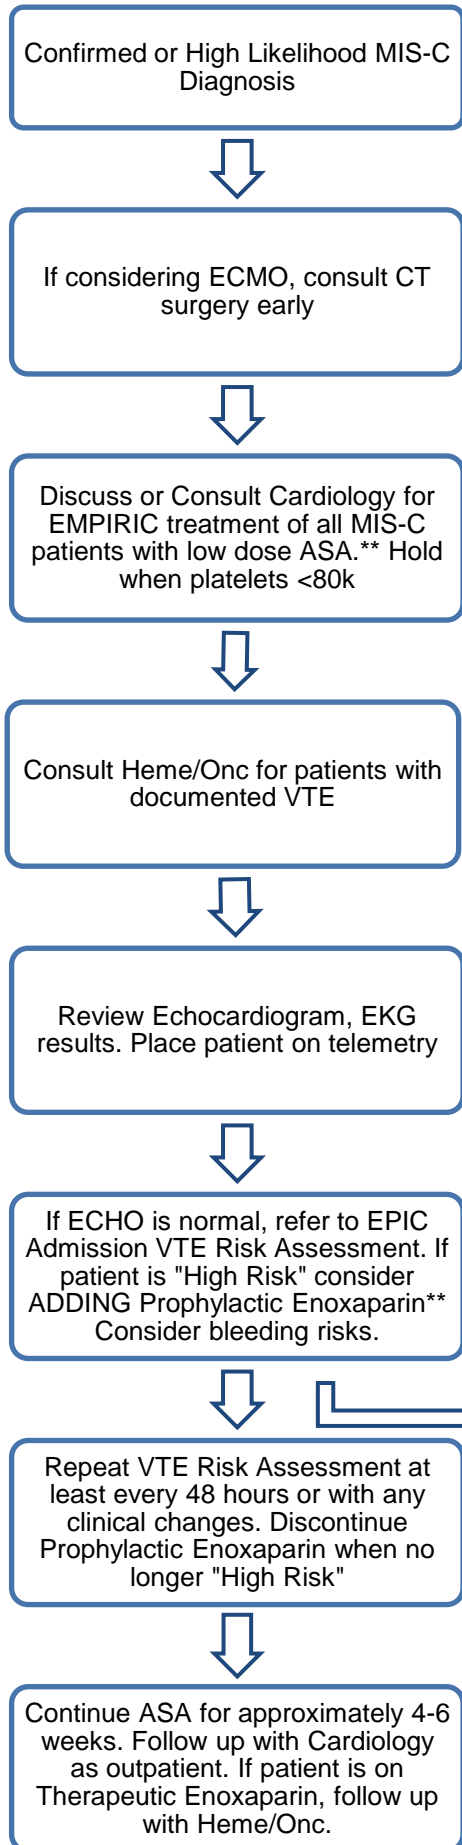 Confirmed or High Likelihood MIS-C
Diagnosis
If considering ECMO, consult CT
surgery early
Discuss or Consult Cardiology for
EMPIRIC treatment of all MIS-C
patients with low dose ASA.** Hold
when platelets <80k
Consult Heme/Onc for patients with
documented VTE
Review Echocardiogram, EKG
results. Place patient on telemetry
If ECHO is normal, refer to EPIC
Admission VTE Risk Assessment. If
patient is "High Risk" consider
ADDING Prophylactic Enoxaparin**
Consider bleeding risks.
Repeat VTE Risk Assessment at
least every 48 hours or with any
clinical changes. Discontinue
Prophylactic Enoxaparin when no
longer "High Risk"
Continue ASA for approximately 4-6
weeks. Follow up with Cardiology
as outpatient. If patient is on
Therapeutic Enoxaparin, follow up
with Heme/Onc.